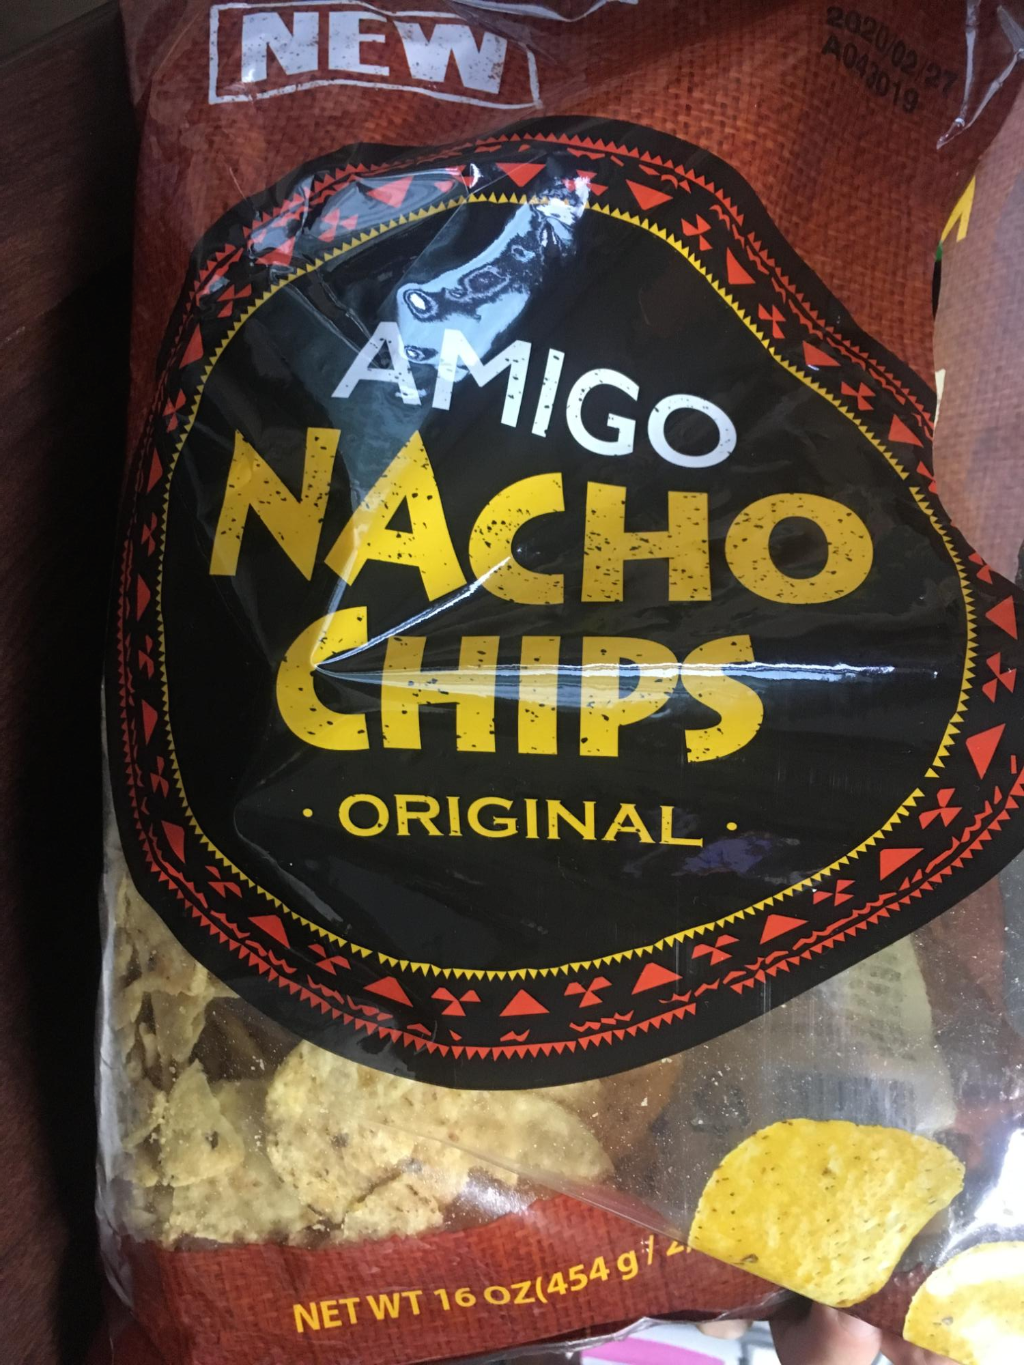 NEW
2020/02/27
A043019
AMIGO
NACHO
CHIPS
· ORIGINAL ·
NET WT 16 OZ(454 g /